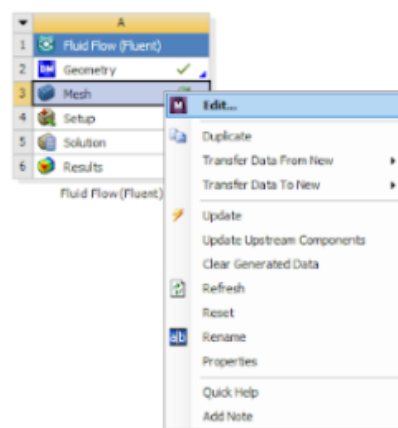 A
1 Fluid Flow (Fluent)
2 DM Geometry
3 Mesh
4 Setup
5 Solution
6 Results
Fluid Flow (Fluent)
M Edit...
Duplicate
Transfer Data From New
Transfer Data To New
Update
Update Upstream Components
Clear Generated Data
Refresh
Reset
ab Rename
Properties
Quick Help
Add Note